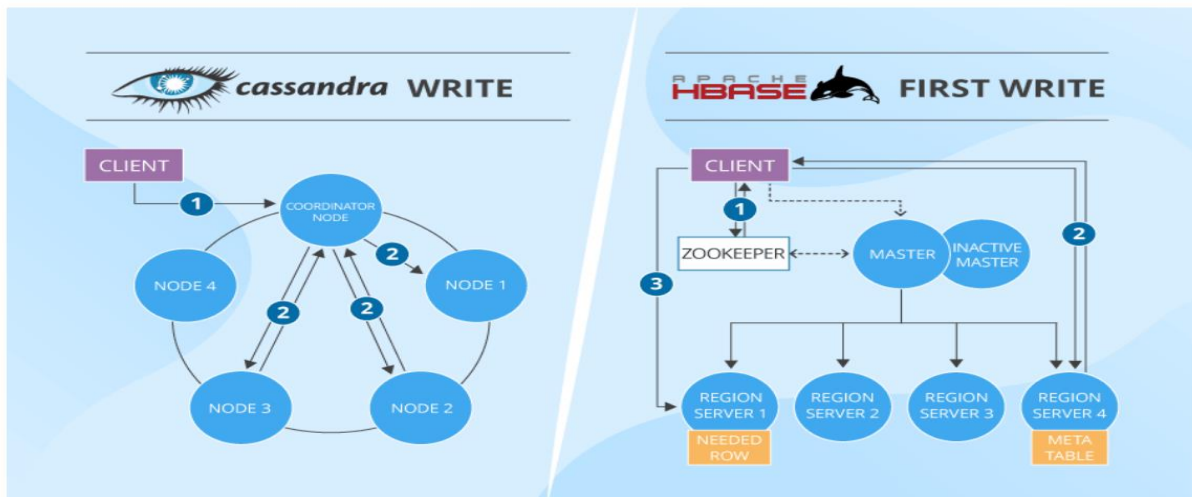 cassandra WRITE
CLIENT
1
COORDINATOR
NODE
2
NODE 4
NODE 1
2
2
NODE 3
NODE 2
APACHE
HBASE FIRST WRITE
CLIENT
1
2
ZOOKEEPER
MASTER
INACTIVE
MASTER
3
REGION
SERVER 1
REGION
SERVER 2
REGION
SERVER 3
REGION
SERVER 4
NEEDED
ROW
META
TABLE